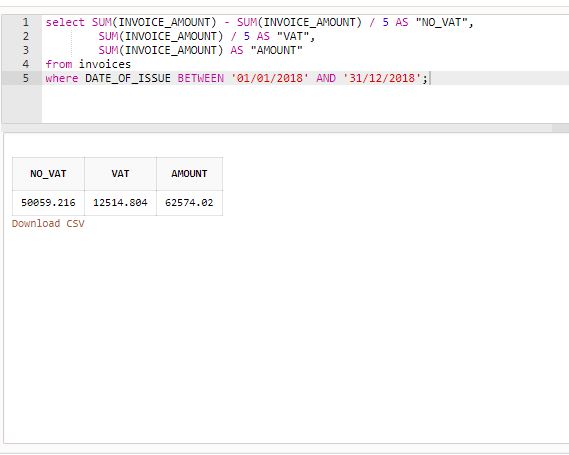 1 select SUM(INVOICE_AMOUNT) - SUM(INVOICE_AMOUNT) / 5 AS "NO_VAT",
2 SUM(INVOICE_AMOUNT) / 5 AS "VAT",
3 SUM(INVOICE_AMOUNT) AS "AMOUNT"
4 from invoices
5 where DATE_OF_ISSUE BETWEEN '01/01/2018' AND '31/12/2018';
NO_VAT VAT AMOUNT
50059.216 12514.804 62574.02
Download CSV